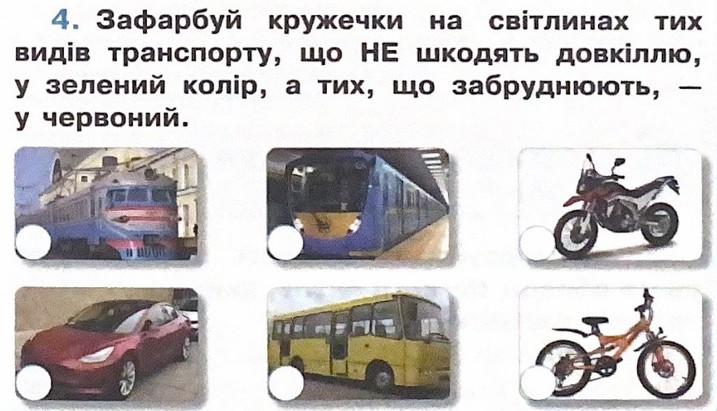 4. Зафарбуй кружечки на світлинах тих
видів транспорту, що НЕ шкодять довкіллю,
у зелений колір, а тих, що забруднюють, —
у червоний.